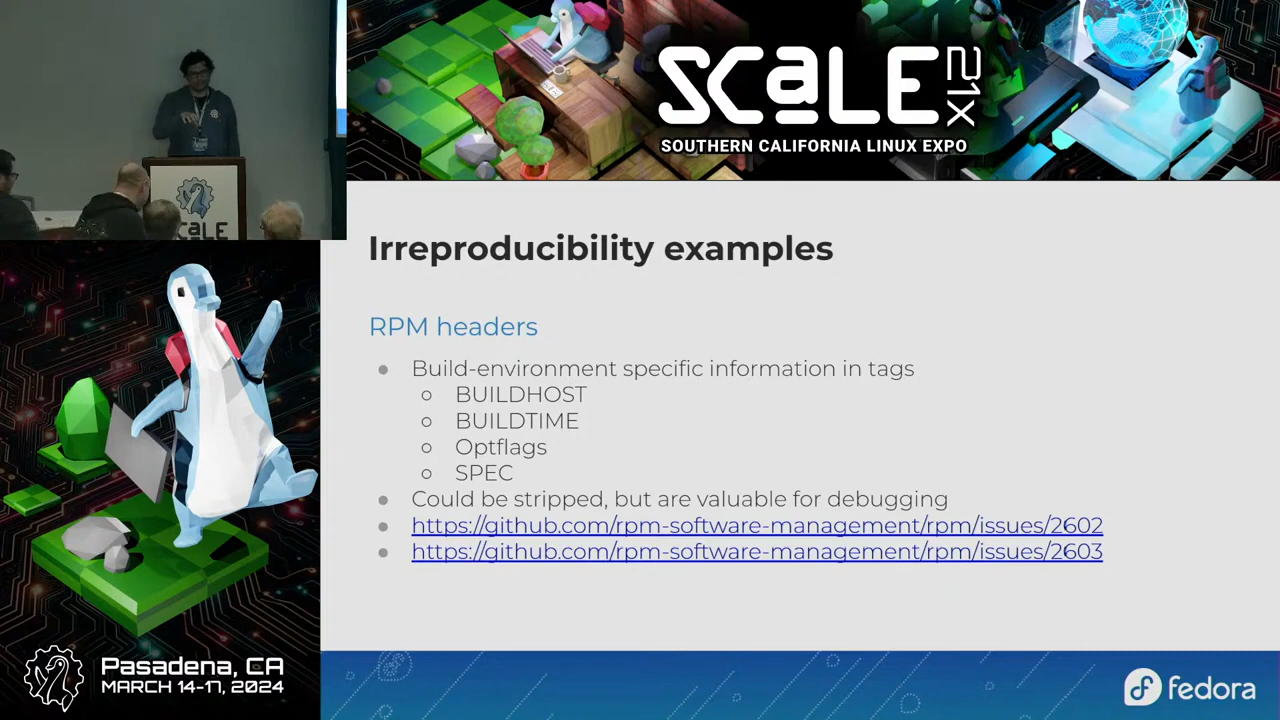 SCALE 21X
SOUTHERN CALIFORNIA LINUX EXPO
SCALE
Irreproducibility examples
RPM headers
Build-environment specific information in tags
BUILDHOST
BUILDTIME
Optflags
SPEC
Could be stripped, but are valuable for debugging
https://github.com/rpm-software-management/rpm/issues/2602
https://github.com/rpm-software-management/rpm/issues/2603
Pasadena, CA
MARCH 14-17, 2024
fedora